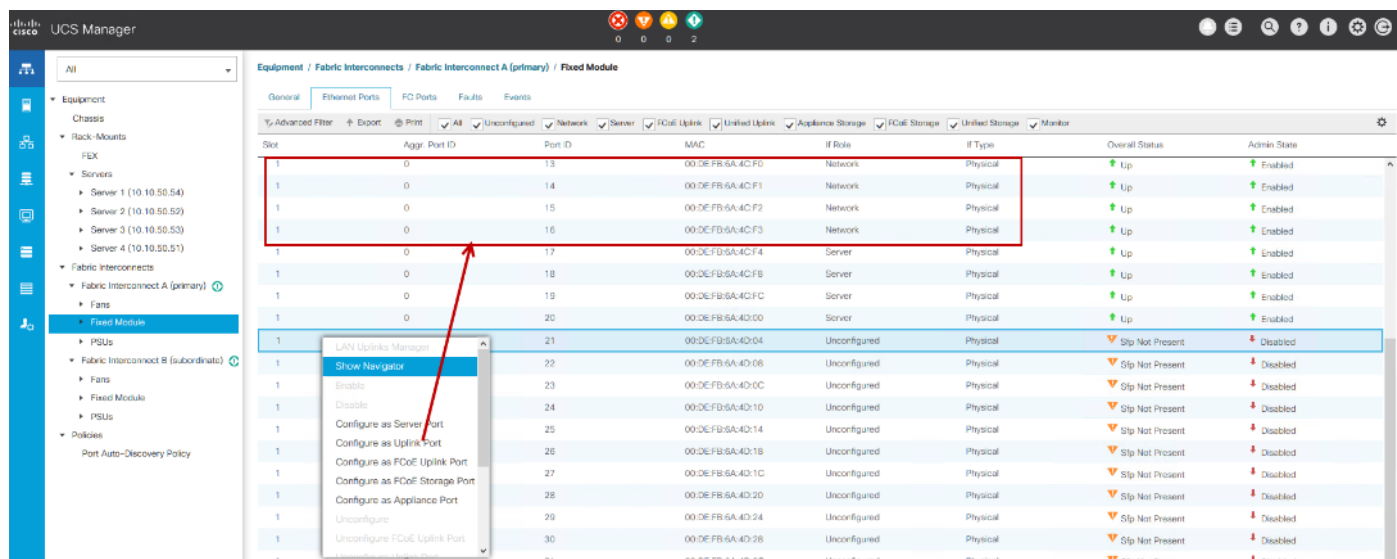 cisco UCS Manager
0 0 0 2
All
Equipment
Chassis
Rack-Mounts
FEX
Servers
Server 1 (10.10.50.54)
Server 2 (10.10.50.52)
Server 3 (10.10.50.53)
Server 4 (10.10.50.51)
Fabric Interconnects
Fabric Interconnect A (primary)
Fans
Fixed Module
PSUs
Fabric Interconnect B (subordinate)
Fans
Fixed Module
PSUs
Policies
Port Auto-Discovery Policy
Equipment / Fabric Interconnects / Fabric Interconnect A (primary) / Fixed Module
General Ethernet Ports FC Ports Faults Events
Advanced Filter Export Print All Unconfigured Network Server FCoE Uplink Unified Uplink Appliance Storage FCoE Storage Unified Storage Monitor
Slot Aggr. Port ID Port ID MAC If Role If Type Overall Status Admin State
1 0 13 00:DE:FB:6A:4C:F0 Network Physical Up Enabled
1 0 14 00:DE:FB:6A:4C:F1 Network Physical Up Enabled
1 0 15 00:DE:FB:6A:4C:F2 Network Physical Up Enabled
1 0 16 00:DE:FB:6A:4C:F3 Network Physical Up Enabled
1 0 17 00:DE:FB:6A:4C:F4 Server Physical Up Enabled
1 0 18 00:DE:FB:6A:4C:F8 Server Physical Up Enabled
1 0 19 00:DE:FB:6A:4C:FC Server Physical Up Enabled
1 0 20 00:DE:FB:6A:4D:00 Server Physical Up Enabled
1 21 00:DE:FB:6A:4D:04 Unconfigured Physical Sfp Not Present Disabled
1 22 00:DE:FB:6A:4D:08 Unconfigured Physical Sfp Not Present Disabled
1 23 00:DE:FB:6A:4D:0C Unconfigured Physical Sfp Not Present Disabled
1 24 00:DE:FB:6A:4D:10 Unconfigured Physical Sfp Not Present Disabled
1 25 00:DE:FB:6A:4D:14 Unconfigured Physical Sfp Not Present Disabled
1 26 00:DE:FB:6A:4D:18 Unconfigured Physical Sfp Not Present Disabled
1 27 00:DE:FB:6A:4D:1C Unconfigured Physical Sfp Not Present Disabled
1 28 00:DE:FB:6A:4D:20 Unconfigured Physical Sfp Not Present Disabled
1 29 00:DE:FB:6A:4D:24 Unconfigured Physical Sfp Not Present Disabled
1 30 00:DE:FB:6A:4D:28 Unconfigured Physical Sfp Not Present Disabled
LAN Uplinks Manager
Show Navigator
Enable
Disable
Configure as Server Port
Configure as Uplink Port
Configure as FCoE Uplink Port
Configure as FCoE Storage Port
Configure as Appliance Port
Unconfigure
Unconfigure FCoE Uplink Port